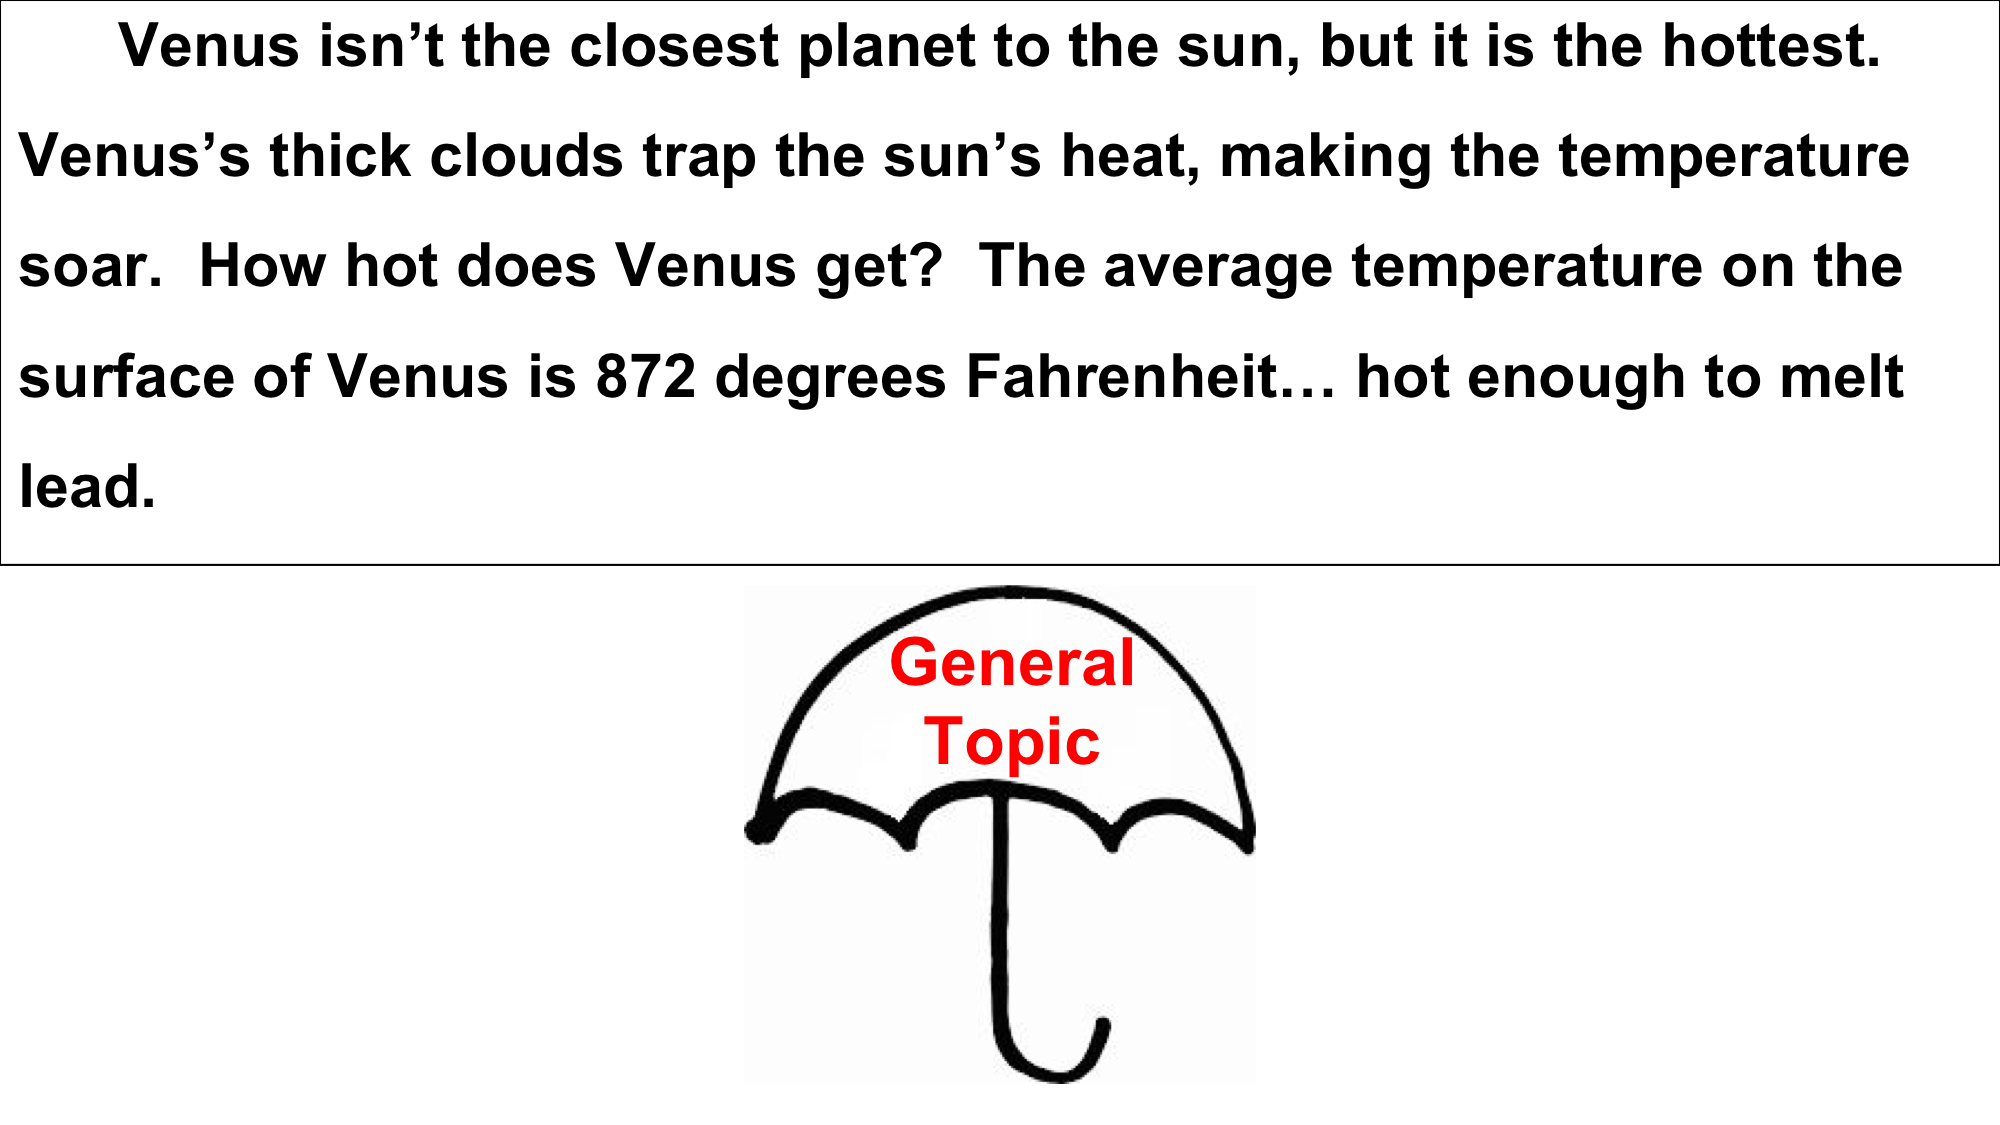 Venus isn’t the closest planet to the sun, but it is the hottest.
Venus’s thick clouds trap the sun’s heat, making the temperature
soar.  How hot does Venus get?  The average temperature on the
surface of Venus is 872 degrees Fahrenheit… hot enough to melt
lead.
General
Topic